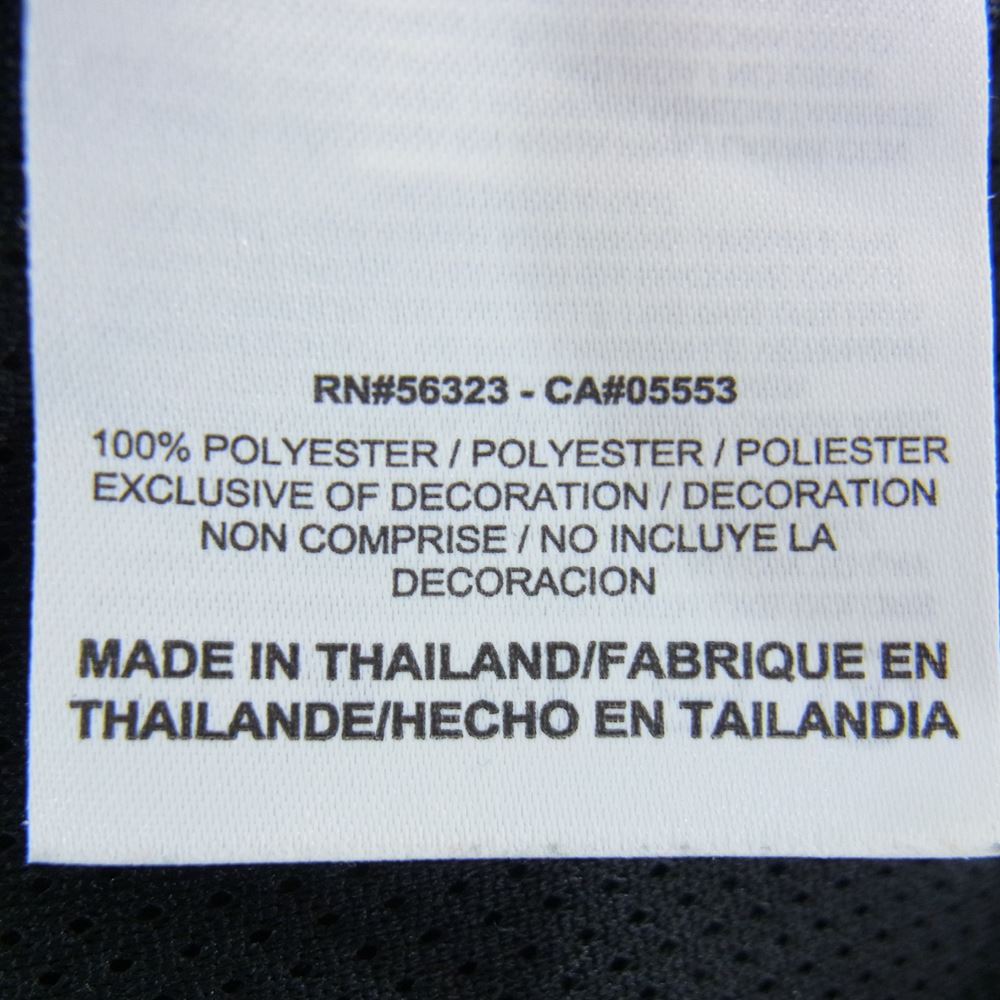 RN#56323 - CA#05553
100% POLYESTER / POLYESTER / POLIESTER
EXCLUSIVE OF DECORATION / DECORATION
NON COMPRISE / NO INCLUYE LA
DECORACION
MADE IN THAILAND/FABRIQUE EN
THAILANDE/HECHO EN TAILANDIA